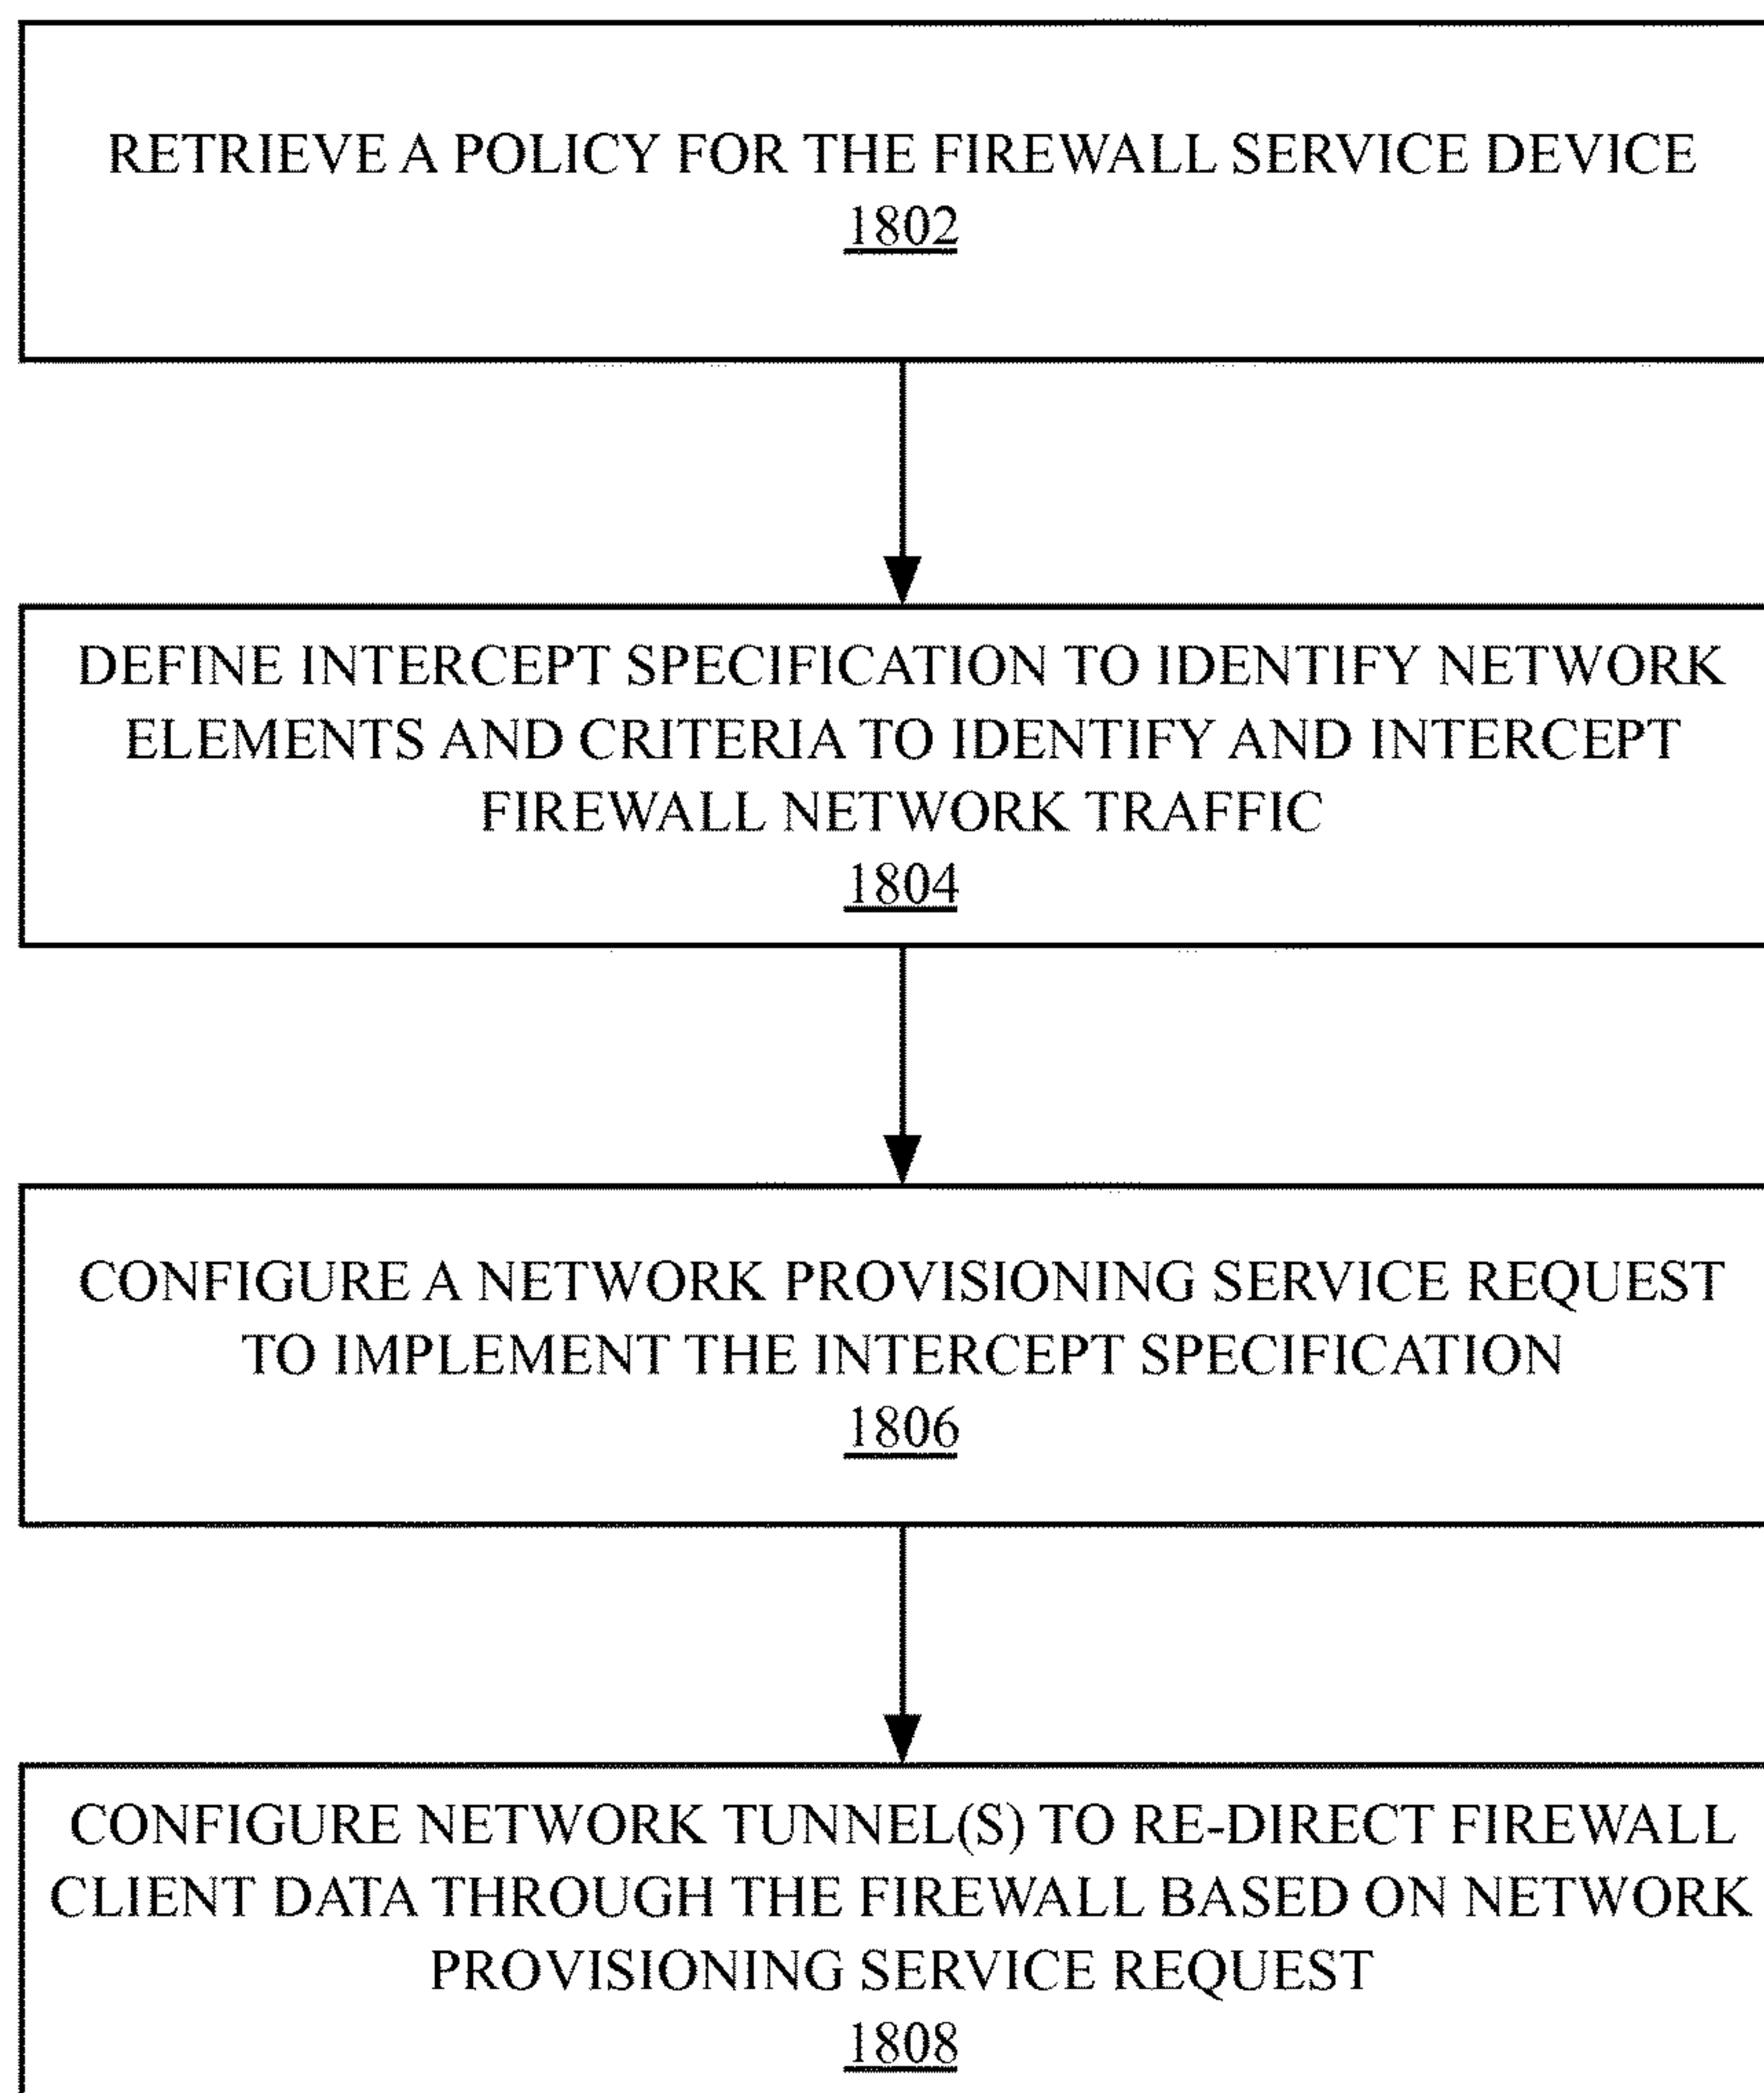 RETRIEVE A POLICY FOR THE FIREWALL SERVICE DEVICE
1802
DEFINE INTERCEPT SPECIFICATION TO IDENTIFY NETWORK
ELEMENTS AND CRITERIA TO IDENTIFY AND INTERCEPT
FIREWALL NETWORK TRAFFIC
1804
CONFIGURE A NETWORK PROVISIONING SERVICE REQUEST
TO IMPLEMENT THE INTERCEPT SPECIFICATION
1806
CONFIGURE NETWORK TUNNEL(S) TO RE-DIRECT FIREWALL
CLIENT DATA THROUGH THE FIREWALL BASED ON NETWORK
PROVISIONING SERVICE REQUEST
1808